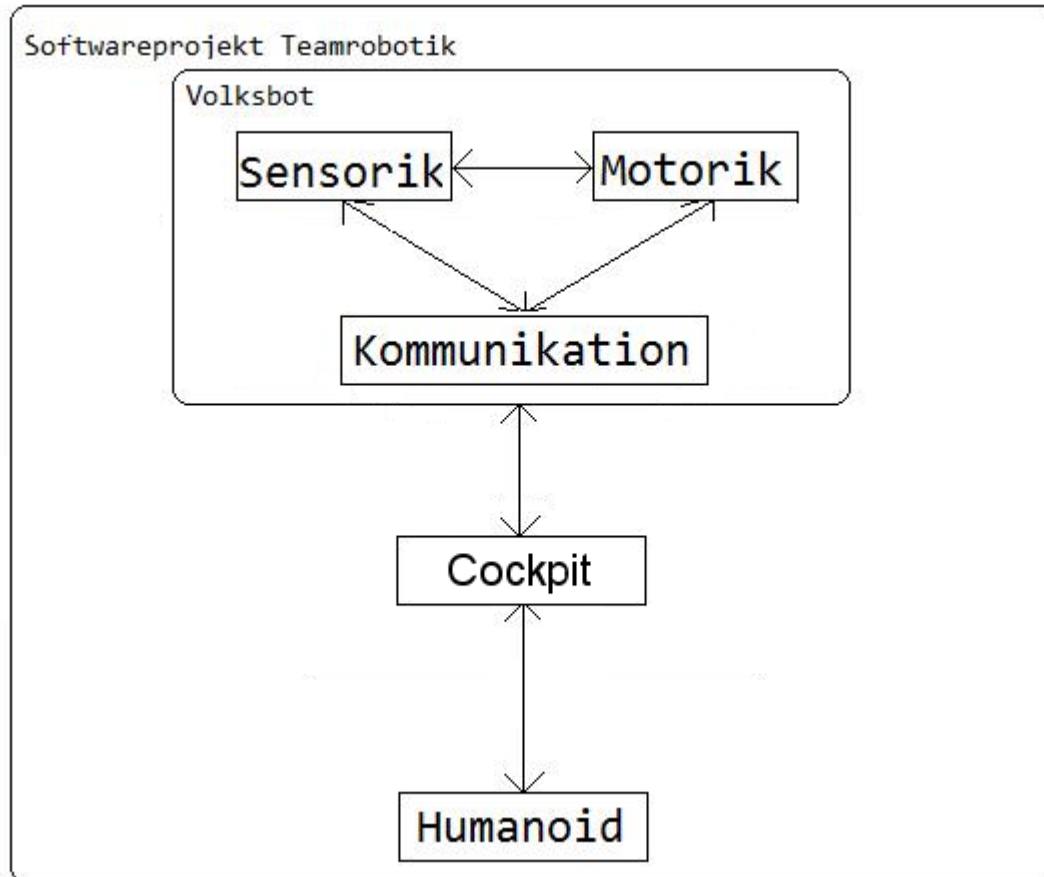 Softwareprojekt Teamrobotik
Volksbot
Sensorik
Motorik
Kommunikation
Cockpit
Humanoid